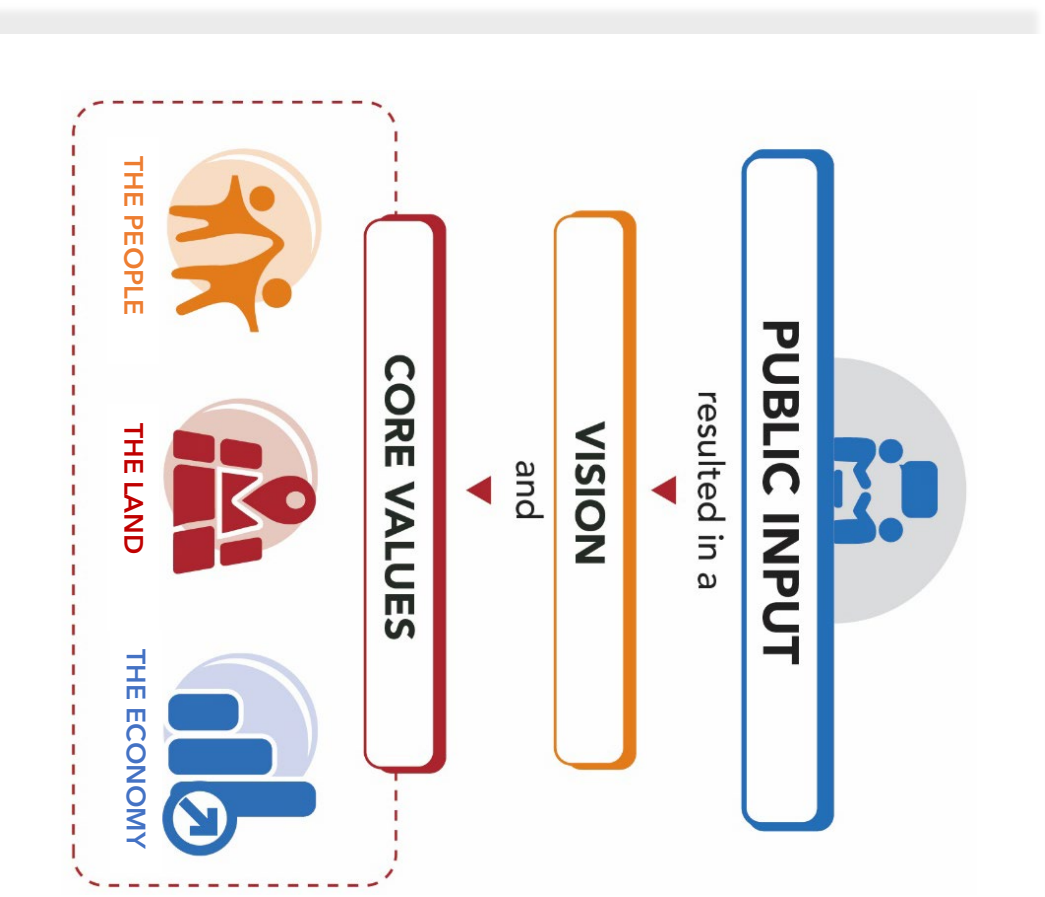 PUBLIC INPUT
resulted in a
VISION
and
CORE VALUES
THE PEOPLE
THE LAND
THE ECONOMY